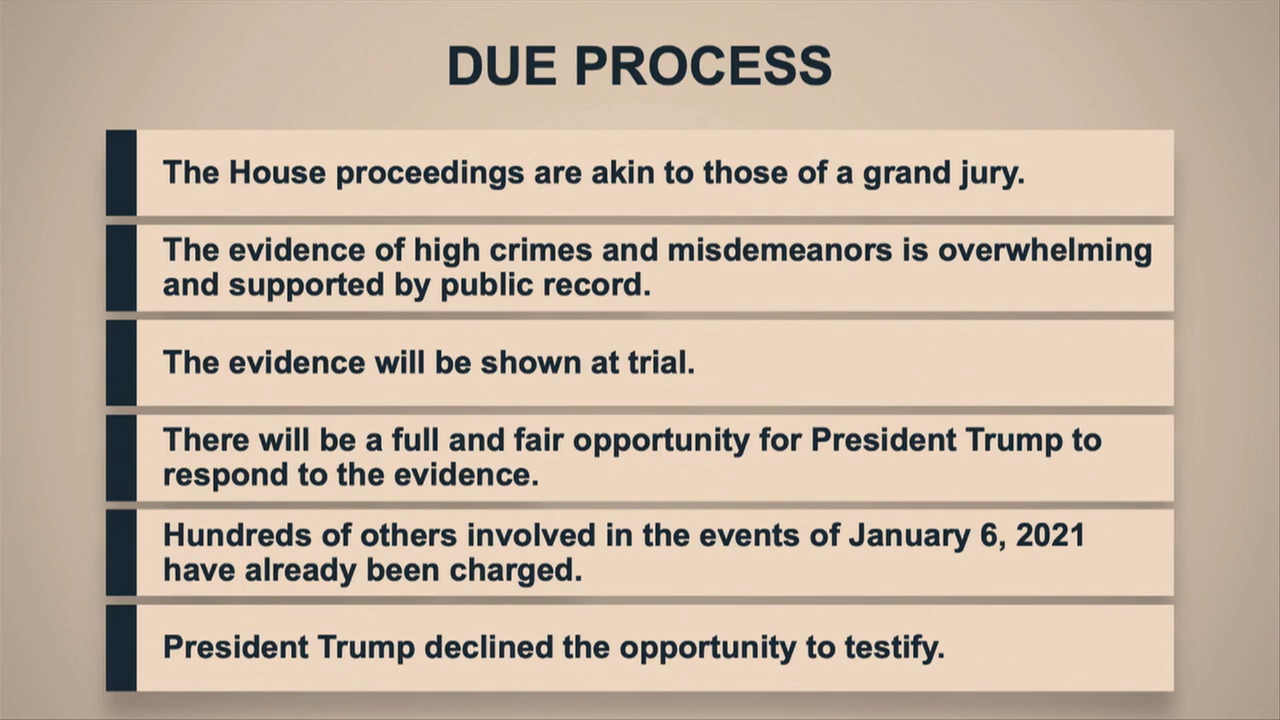 DUE PROCESS
The House proceedings are akin to those of a grand jury.
The evidence of high crimes and misdemeanors is overwhelming
and supported by public record.
The evidence will be shown at trial.
There will be a full and fair opportunity for President Trump to
respond to the evidence.
Hundreds of others involved in the events of January 6, 2021
have already been charged.
President Trump declined the opportunity to testify.